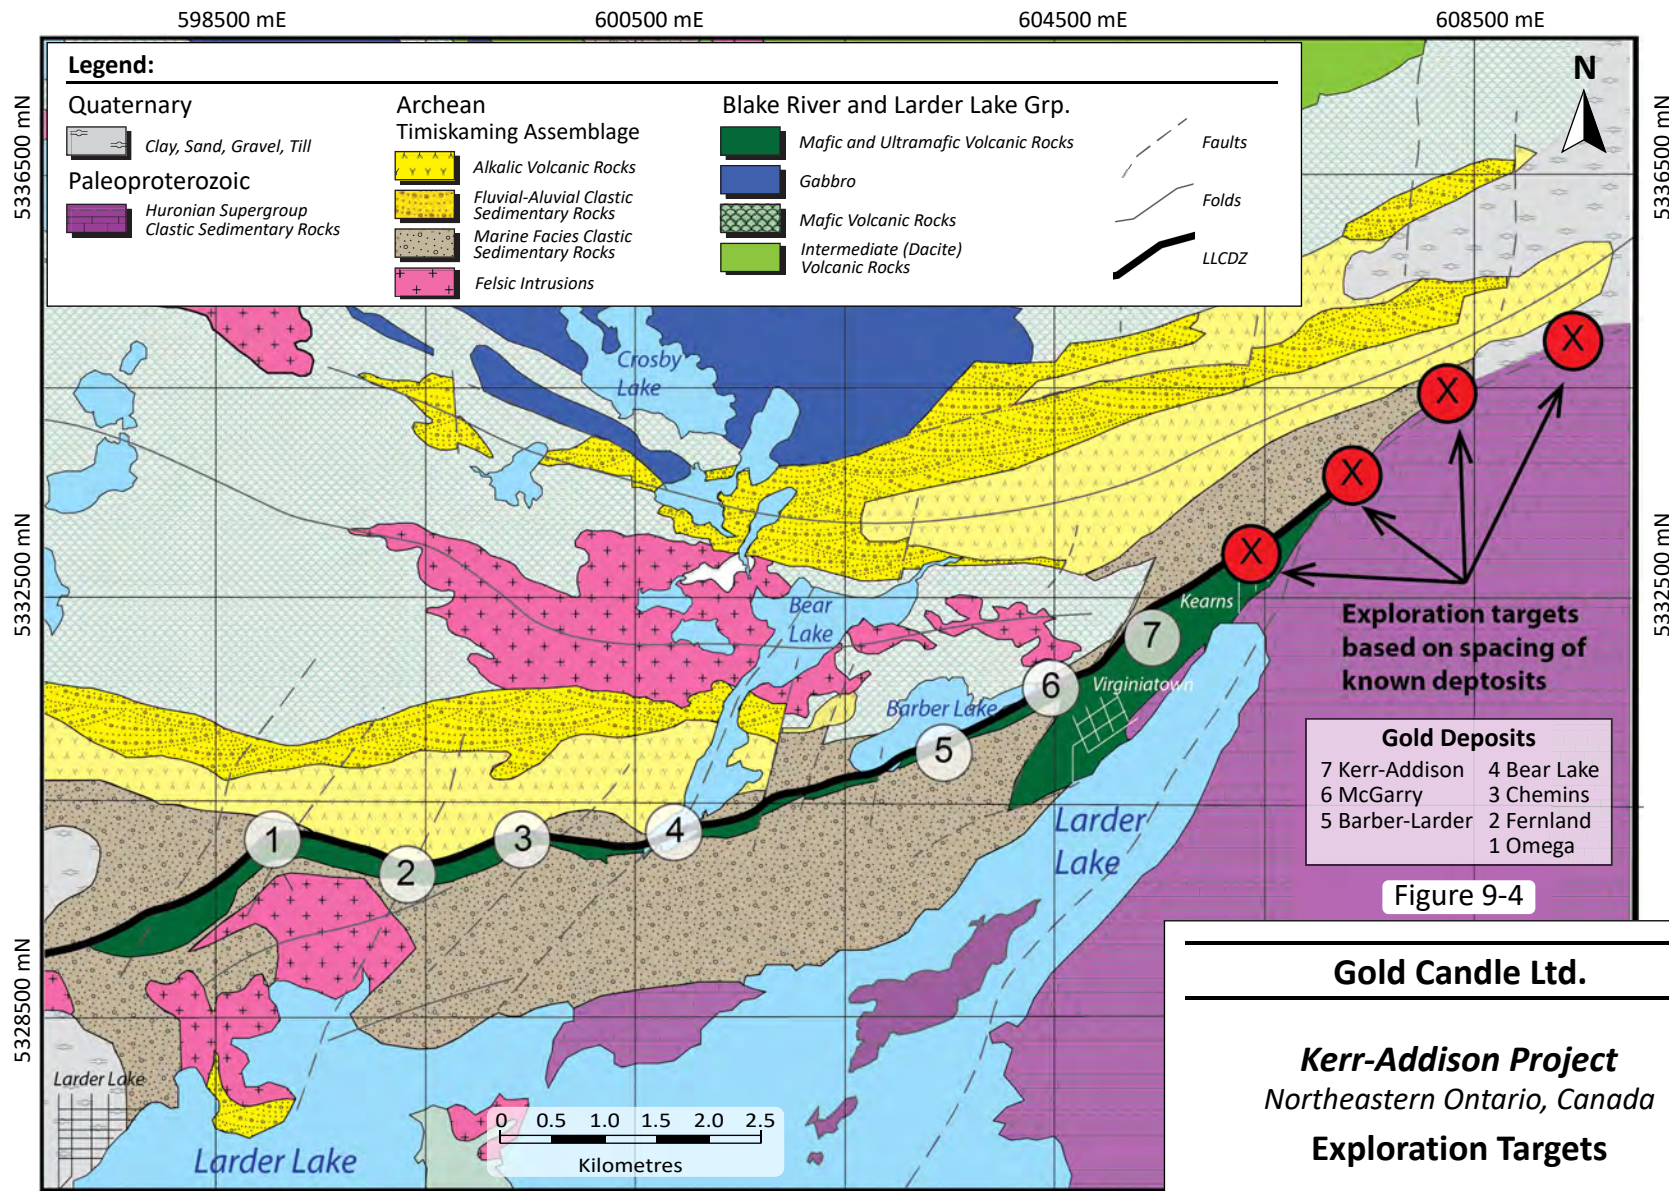 598500 mE
600500 mE
604500 mE
608500 mE
5336500 mN
5332500 mN
5328500 mN
5336500 mN
5332500 mN
Legend:
Quaternary
Clay, Sand, Gravel, Till
Paleoproterozoic
Huronian Supergroup
Clastic Sedimentary Rocks
Archean
Timiskaming Assemblage
Alkalic Volcanic Rocks
Fluvial-Aluvial Clastic
Sedimentary Rocks
Marine Facies Clastic
Sedimentary Rocks
Felsic Intrusions
Blake River and Larder Lake Grp.
Mafic and Ultramafic Volcanic Rocks
Gabbro
Mafic Volcanic Rocks
Intermediate (Dacite)
Volcanic Rocks
Faults
Folds
LLCDZ
N
Crosby
Lake
X
X
X
X
Bear
Lake
Kearns
7
6
Virginiatown
Barber Lake
5
4
3
2
1
Exploration targets
based on spacing of
known deptosits
Gold Deposits
7 Kerr-Addison
6 McGarry
5 Barber-Larder
4 Bear Lake
3 Chemins
2 Fernland
1 Omega
Larder
Lake
Figure 9-4
Gold Candle Ltd.
Kerr-Addison Project
Northeastern Ontario, Canada
Exploration Targets
Larder Lake
Larder Lake
0 0.5 1.0 1.5 2.0 2.5
Kilometres